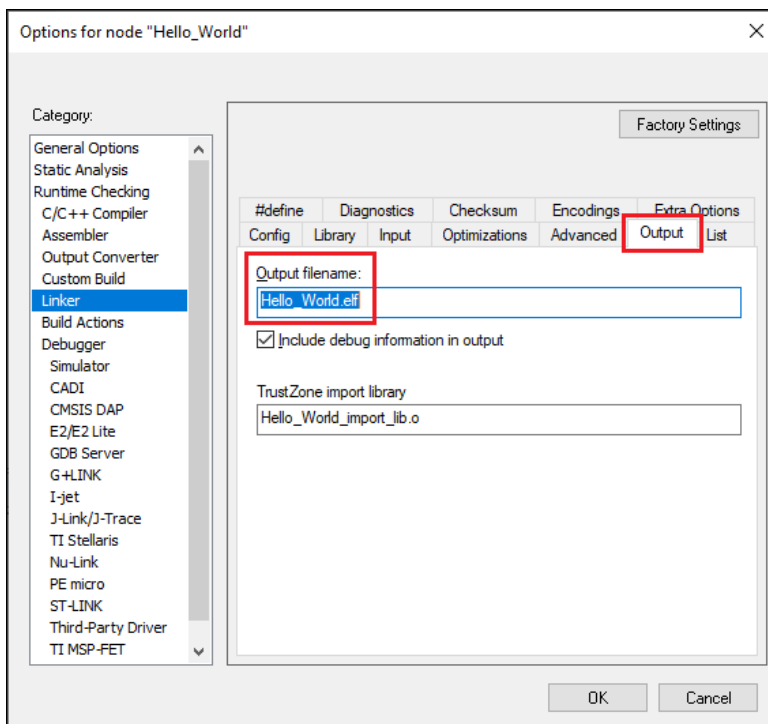 Options for node "Hello_World"
Category:
General Options
Static Analysis
Runtime Checking
C/C++ Compiler
Assembler
Output Converter
Custom Build
Linker
Build Actions
Debugger
Simulator
CADI
CMSIS DAP
E2/E2 Lite
GDB Server
G+LINK
I-jet
J-Link/J-Trace
TI Stellaris
Nu-Link
PE micro
ST-LINK
Third-Party Driver
TI MSP-FET
Factory Settings
#define Diagnostics Checksum Encodings Extra Options
Config Library Input Optimizations Advanced Output List
Output filename:
Hello_World.elf
Include debug information in output
TrustZone import library
Hello_World_import_lib.o
OK Cancel